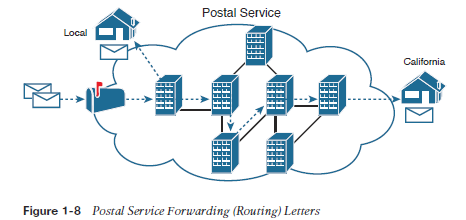 Postal Service
Local
California
Figure 1-8 Postal Service Forwarding (Routing) Letters